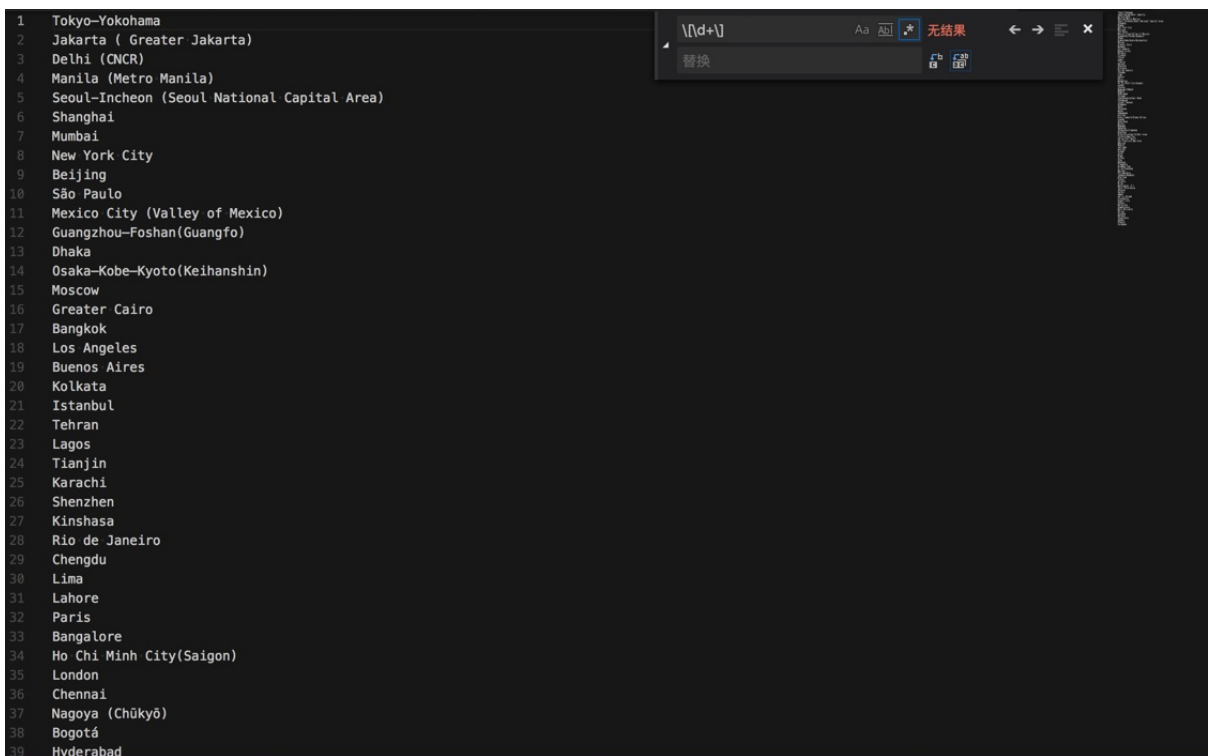 1 Tokyo–Yokohama
2 Jakarta ( Greater Jakarta)
3 Delhi (CNCR)
4 Manila (Metro Manila)
5 Seoul–Incheon (Seoul National Capital Area)
6 Shanghai
7 Mumbai
8 New York City
9 Beijing
10 São Paulo
11 Mexico City (Valley of Mexico)
12 Guangzhou–Foshan(Guangfo)
13 Dhaka
14 Osaka–Kobe–Kyoto(Keihanshin)
15 Moscow
16 Greater Cairo
17 Bangkok
18 Los Angeles
19 Buenos Aires
20 Kolkata
21 Istanbul
22 Tehran
23 Lagos
24 Tianjin
25 Karachi
26 Shenzhen
27 Kinshasa
28 Rio de Janeiro
29 Chengdu
30 Lima
31 Lahore
32 Paris
33 Bangalore
34 Ho Chi Minh City(Saigon)
35 London
36 Chennai
37 Nagoya (Chūkyō)
38 Bogotá
39 Hyderabad
\[\d+\] Aa Abl .* 无结果
替换